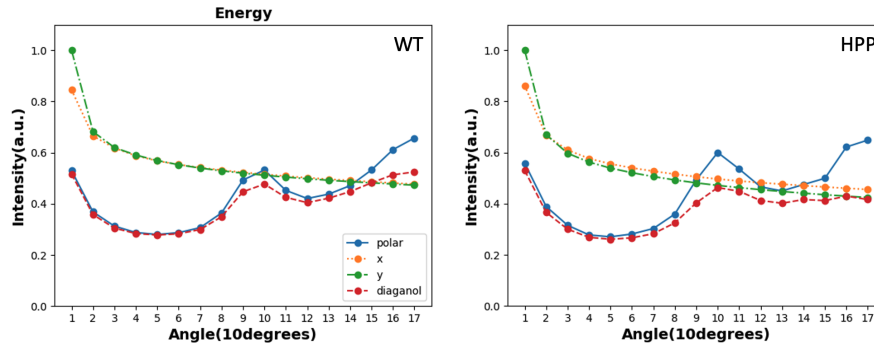 Energy
WT
HPP
Intensity(a.u.)
1.0
0.8
0.6
0.4
0.2
0.0
polar
x
y
diaganol
1 2 3 4 5 6 7 8 9 10 11 12 13 14 15 16 17
Angle(10degrees)
Intensity(a.u.)
1.0
0.8
0.6
0.4
0.2
0.0
1 2 3 4 5 6 7 8 9 10 11 12 13 14 15 16 17
Angle(10degrees)